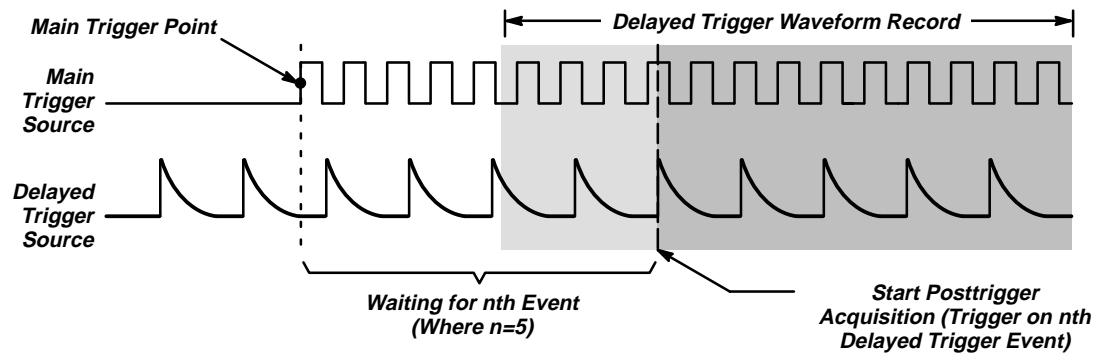 Delayed Trigger Waveform Record
Main Trigger Point
Main
Trigger
Source
Delayed
Trigger
Source
Waiting for nth Event
(Where n=5)
Start Posttrigger
Acquisition (Trigger on nth
Delayed Trigger Event)